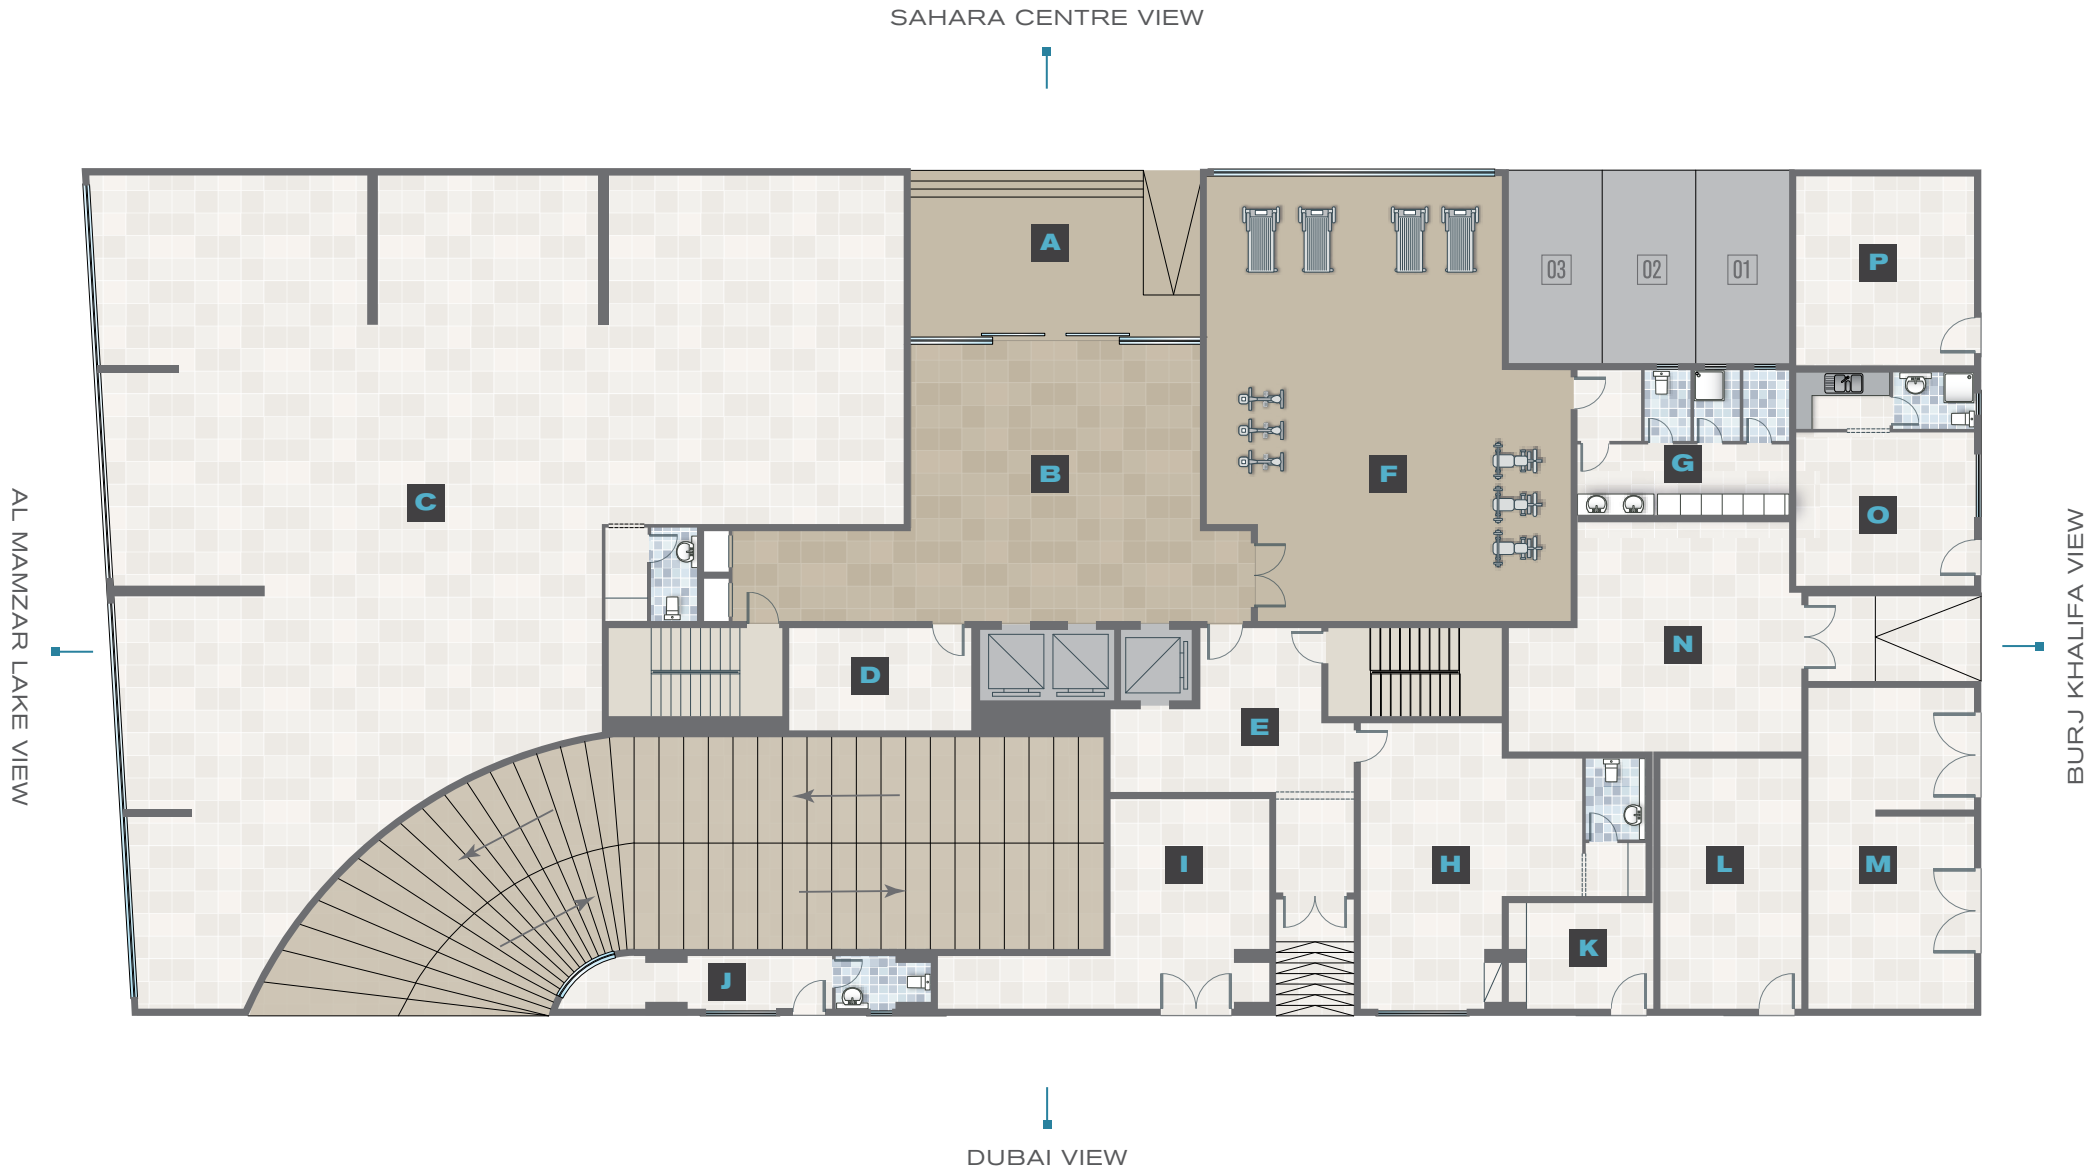 SAHARA CENTRE VIEW
A
P
03
02
01
B
F
G
C
O
AL MAMZAR LAKE VIEW
BURJ KHALIFA VIEW
N
D
E
I
H
L
M
K
J
DUBAI VIEW